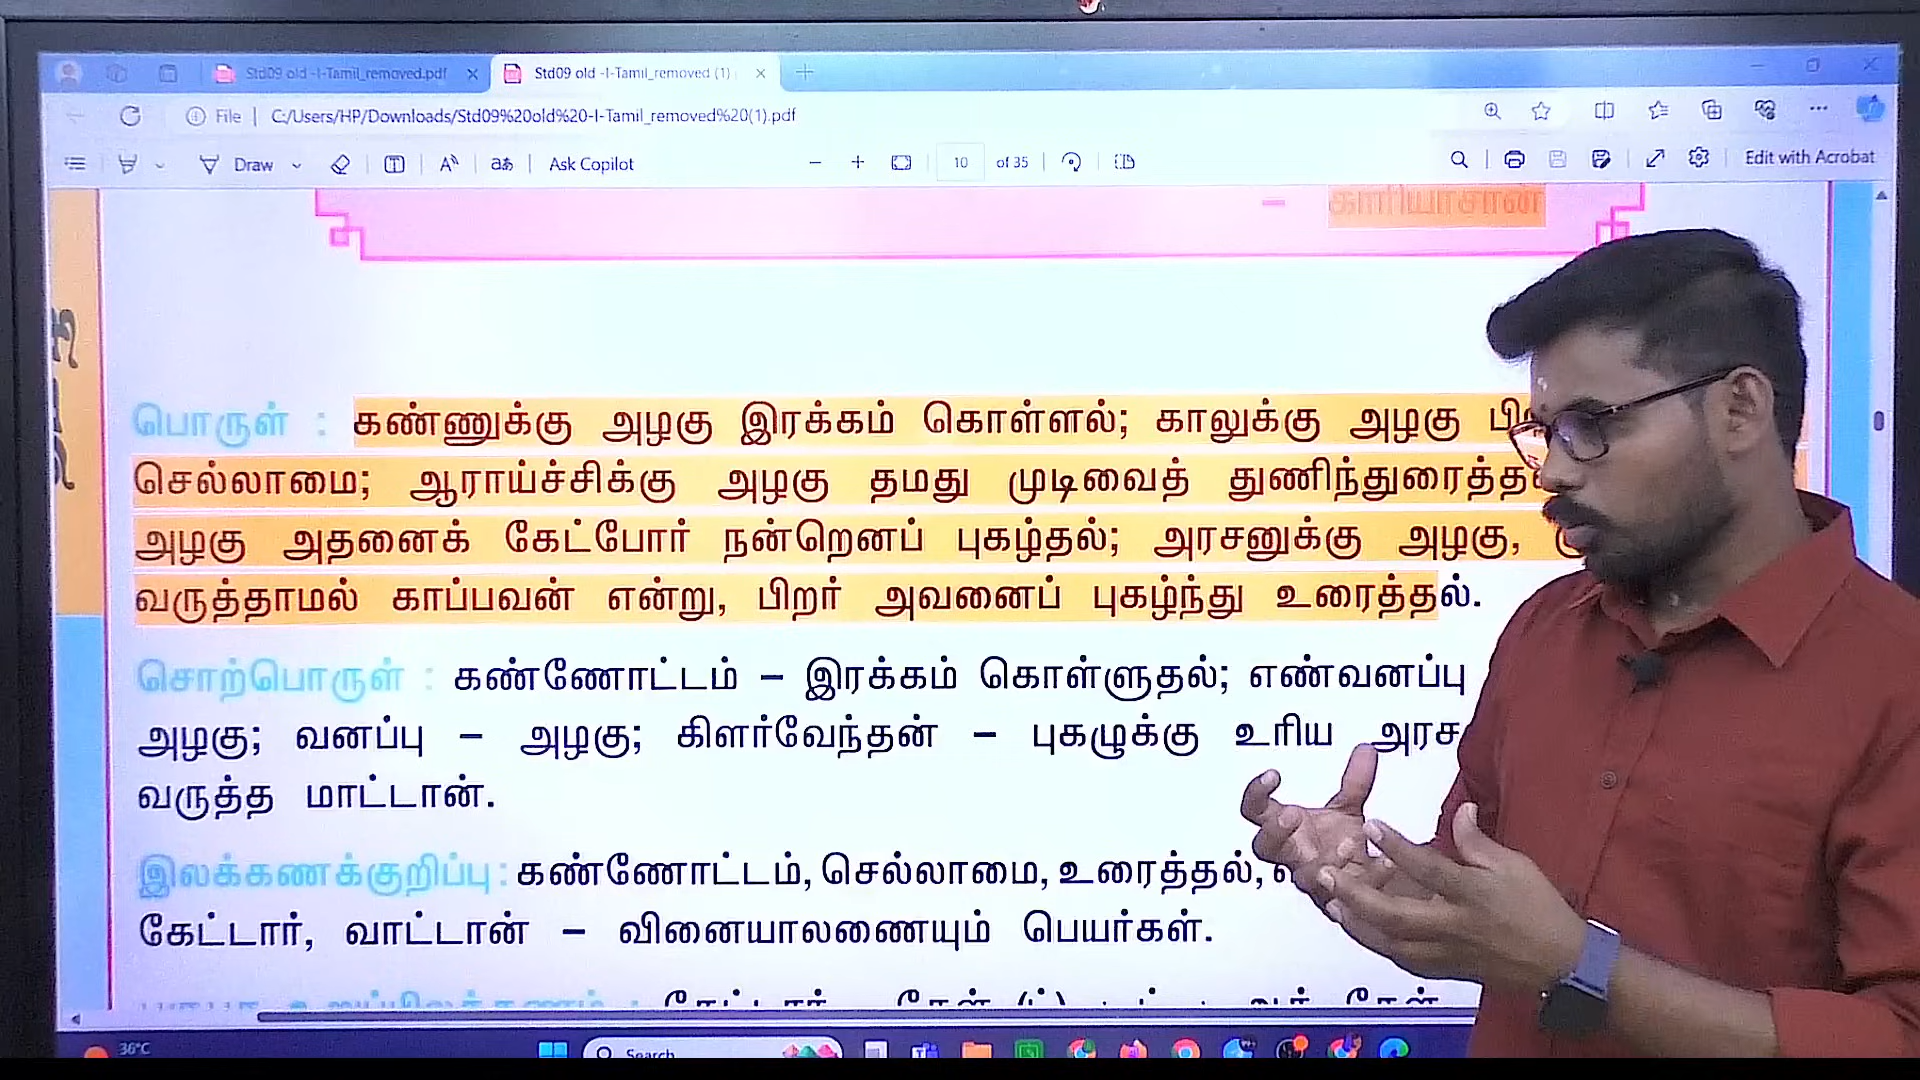 Std09 old -I-Tamil_removed.pdf
Std09 old -I-Tamil_removed (1)
File
C:/Users/HP/Downloads/Std09%20old%20-I-Tamil_removed%20(1).pdf
Draw
Ask Copilot
10 of 35
Edit with Acrobat
– காரியாசான்
பொருள் : கண்ணுக்கு அழகு இரக்கம் கொள்ளல்; காலுக்கு அழகு
செல்லாமை; ஆராய்ச்சிக்கு அழகு தமது முடிவைத்
அழகு அதனைக் கேட்போர் நன்றெனப் புகழ்தல்; அரசனுக்கு அழகு,
வருத்தாமல் காப்பவன் என்று, பிறர் அவனைப் புகழ்ந்து உரைத்தல்.
சொற்பொருள் : கண்ணோட்டம் – இரக்கம் கொள்ளுதல்; எண்வனப்பு
அழகு; வனப்பு – அழகு; கிளர்வேந்தன் – புகழுக்கு உரிய
வருத்த மாட்டான்.
இலக்கணக்குறிப்பு : கண்ணோட்டம், செல்லாமை, உரைத்தல்,
கேட்டார், வாட்டான் – வினையாலணையும் பெயர்கள்.
36°C
Search